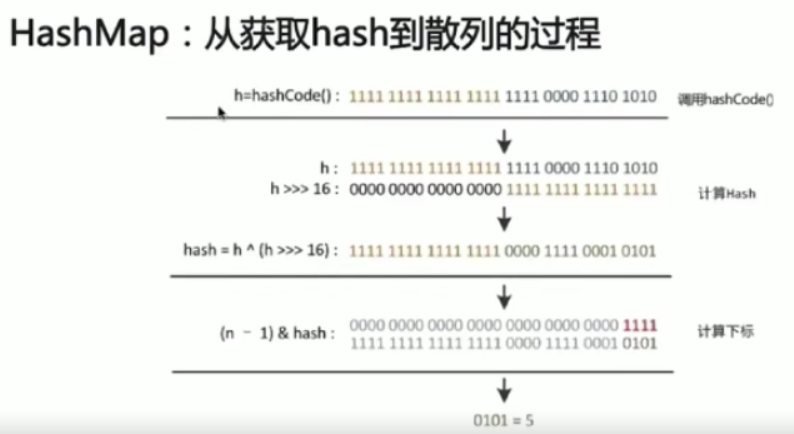 HashMap：从获取hash到散列的过程
h=hashCode()： 1111 1111 1111 1111 1111 0000 1110 1010 调用hashCode()
h： 1111 1111 1111 1111 1111 0000 1110 1010
h >>> 16： 0000 0000 0000 0000 1111 1111 1111 1111 计算Hash
hash = h ^ (h >>> 16)： 1111 1111 1111 1111 0000 1111 0001 0101
(n － 1) & hash： 0000 0000 0000 0000 0000 0000 0000 1111 计算下标
1111 1111 1111 1111 0000 1111 0001 0101
0101 = 5